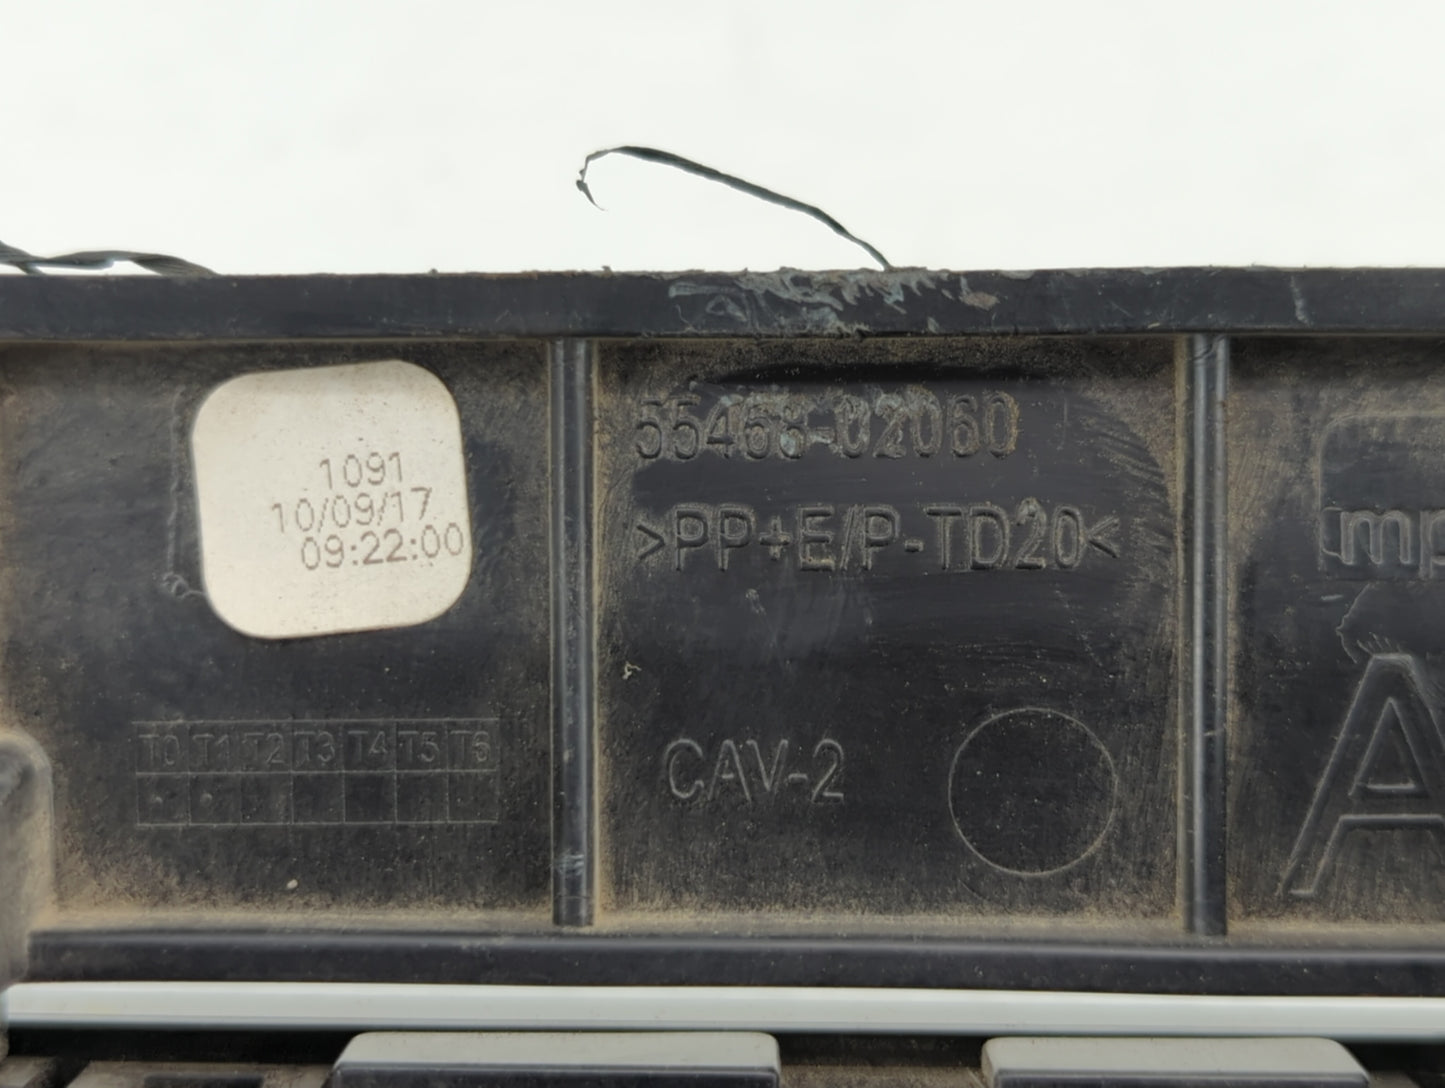 1091
10/09/17
09:22:00
T0 T1 T2 T3 T4 T5 T6
55468-02060
>PP+E/P-TD20<
CAV-2
mp
A